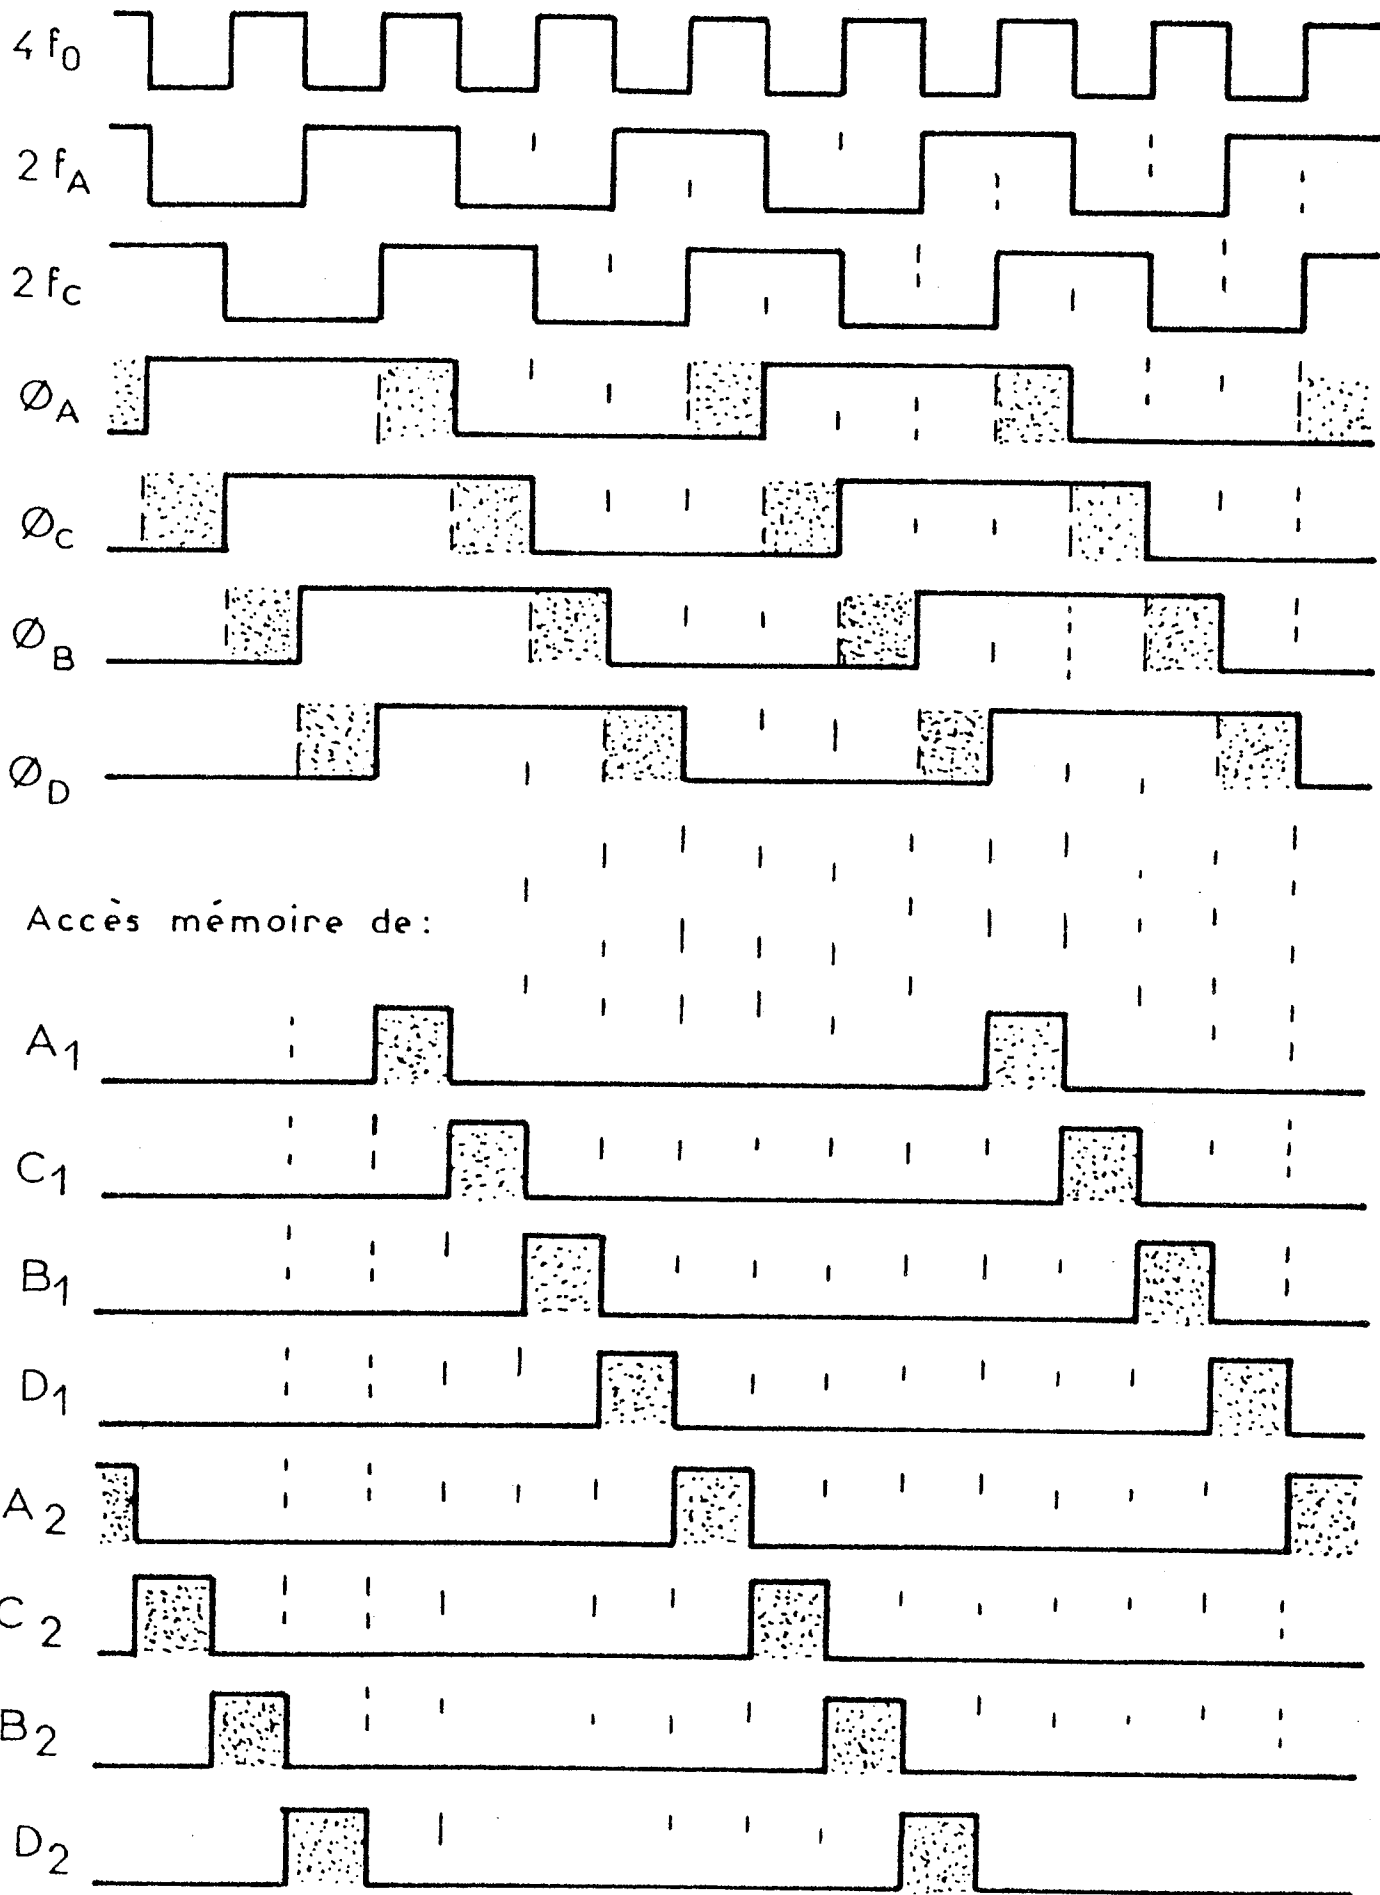 4 f0
2 fA
2 fC
ØA
ØC
ØB
ØD
Accès mémoire de:
A1
C1
B1
D1
A2
C2
B2
D2